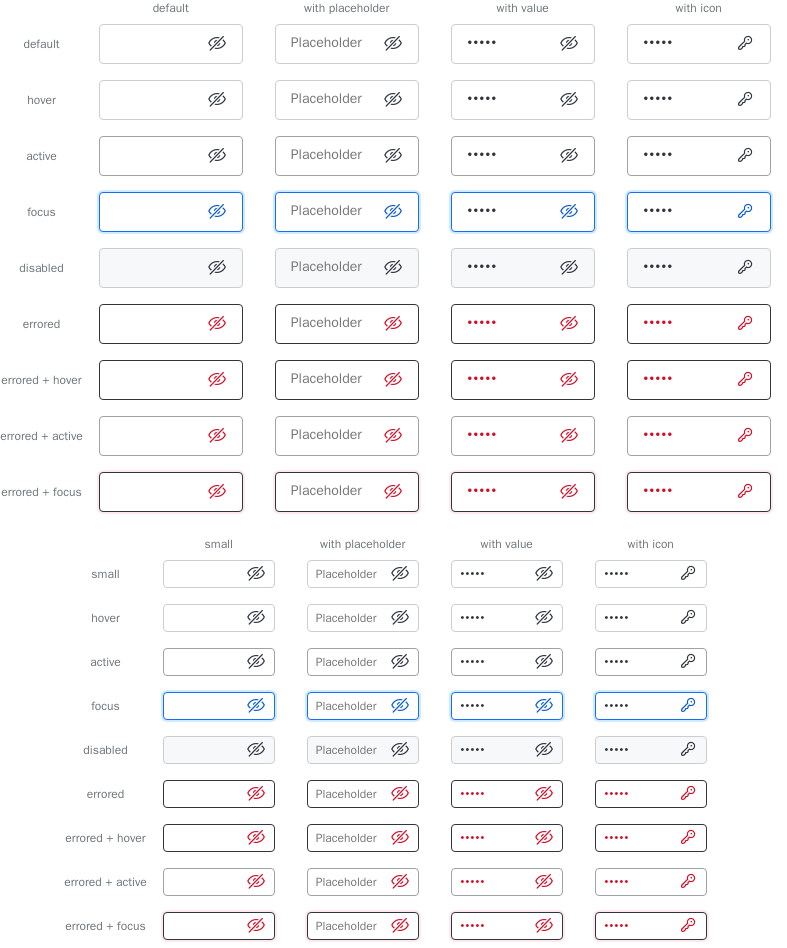 default with placeholder with value with icon
default Placeholder ••••• •••••
hover Placeholder ••••• •••••
active Placeholder ••••• •••••
focus Placeholder ••••• •••••
disabled Placeholder ••••• •••••
errored Placeholder ••••• •••••
errored + hover Placeholder ••••• •••••
errored + active Placeholder ••••• •••••
errored + focus Placeholder ••••• •••••
small with placeholder with value with icon
small Placeholder ••••• •••••
hover Placeholder ••••• •••••
active Placeholder ••••• •••••
focus Placeholder ••••• •••••
disabled Placeholder ••••• •••••
errored Placeholder ••••• •••••
errored + hover Placeholder ••••• •••••
errored + active Placeholder ••••• •••••
errored + focus Placeholder ••••• •••••